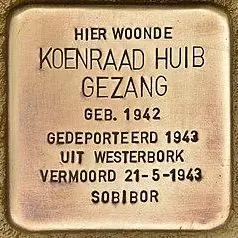 HIER WOONDE
KOENRAAD HUIB
GEZANG
GEB. 1942
GEDEPORTEERD 1943
UIT WESTERBORK
VERMOORD 21-5-1943
SOBIBOR